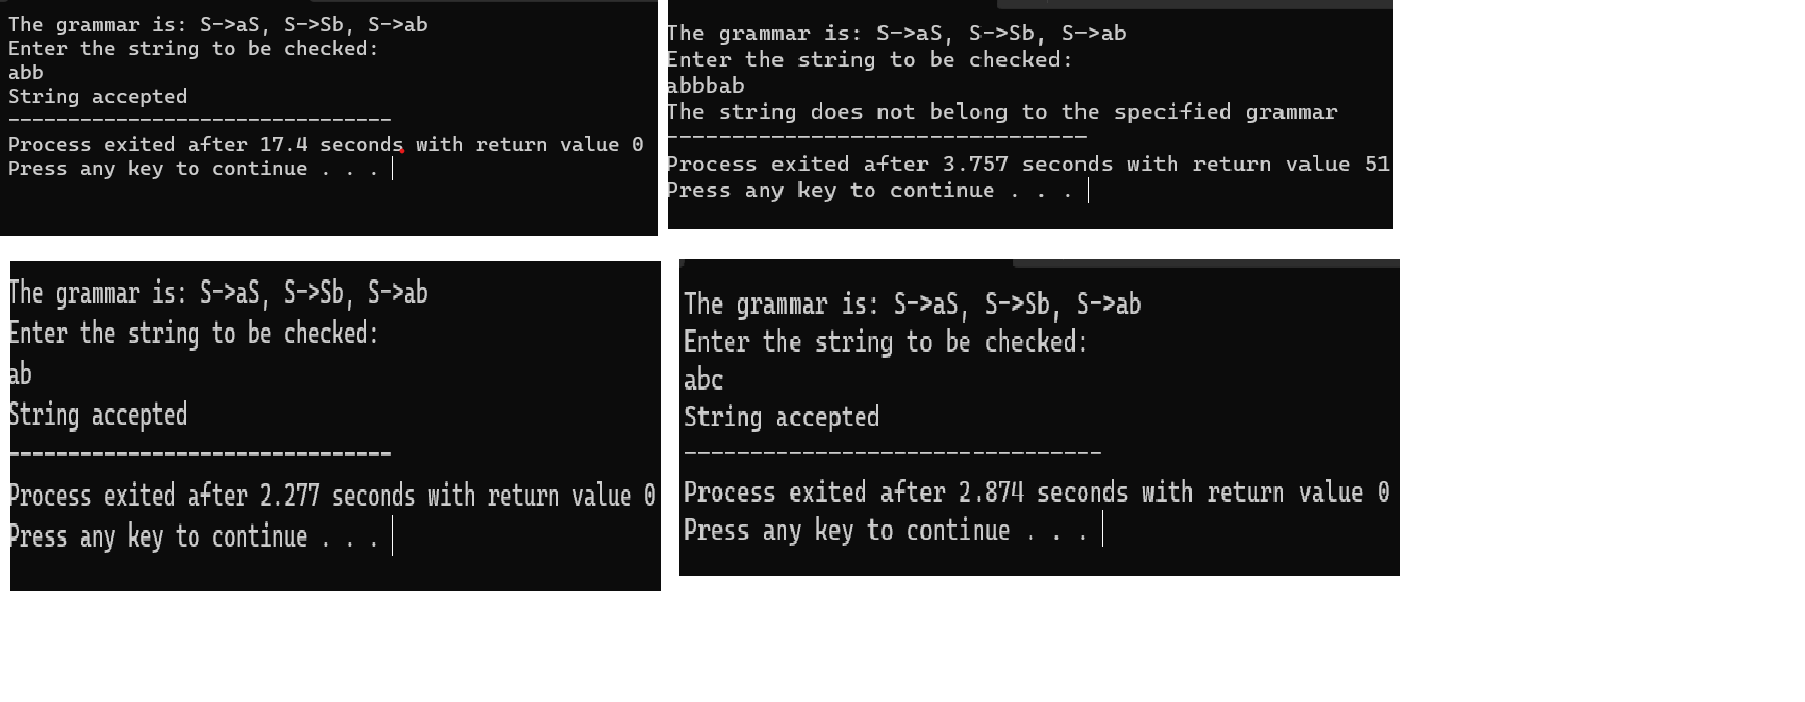 The grammar is: S->aS, S->Sb, S->ab
Enter the string to be checked:
abb
String accepted
--------------------------------
Process exited after 17.4 seconds with return value 0
Press any key to continue . . .
The grammar is: S->aS, S->Sb, S->ab
Enter the string to be checked:
abbbab
The string does not belong to the specified grammar
--------------------------------
Process exited after 3.757 seconds with return value 51
Press any key to continue . . .
The grammar is: S->aS, S->Sb, S->ab
Enter the string to be checked:
ab
String accepted
--------------------------------
Process exited after 2.277 seconds with return value 0
Press any key to continue . . .
The grammar is: S->aS, S->Sb, S->ab
Enter the string to be checked:
abc
String accepted
--------------------------------
Process exited after 2.874 seconds with return value 0
Press any key to continue . . .